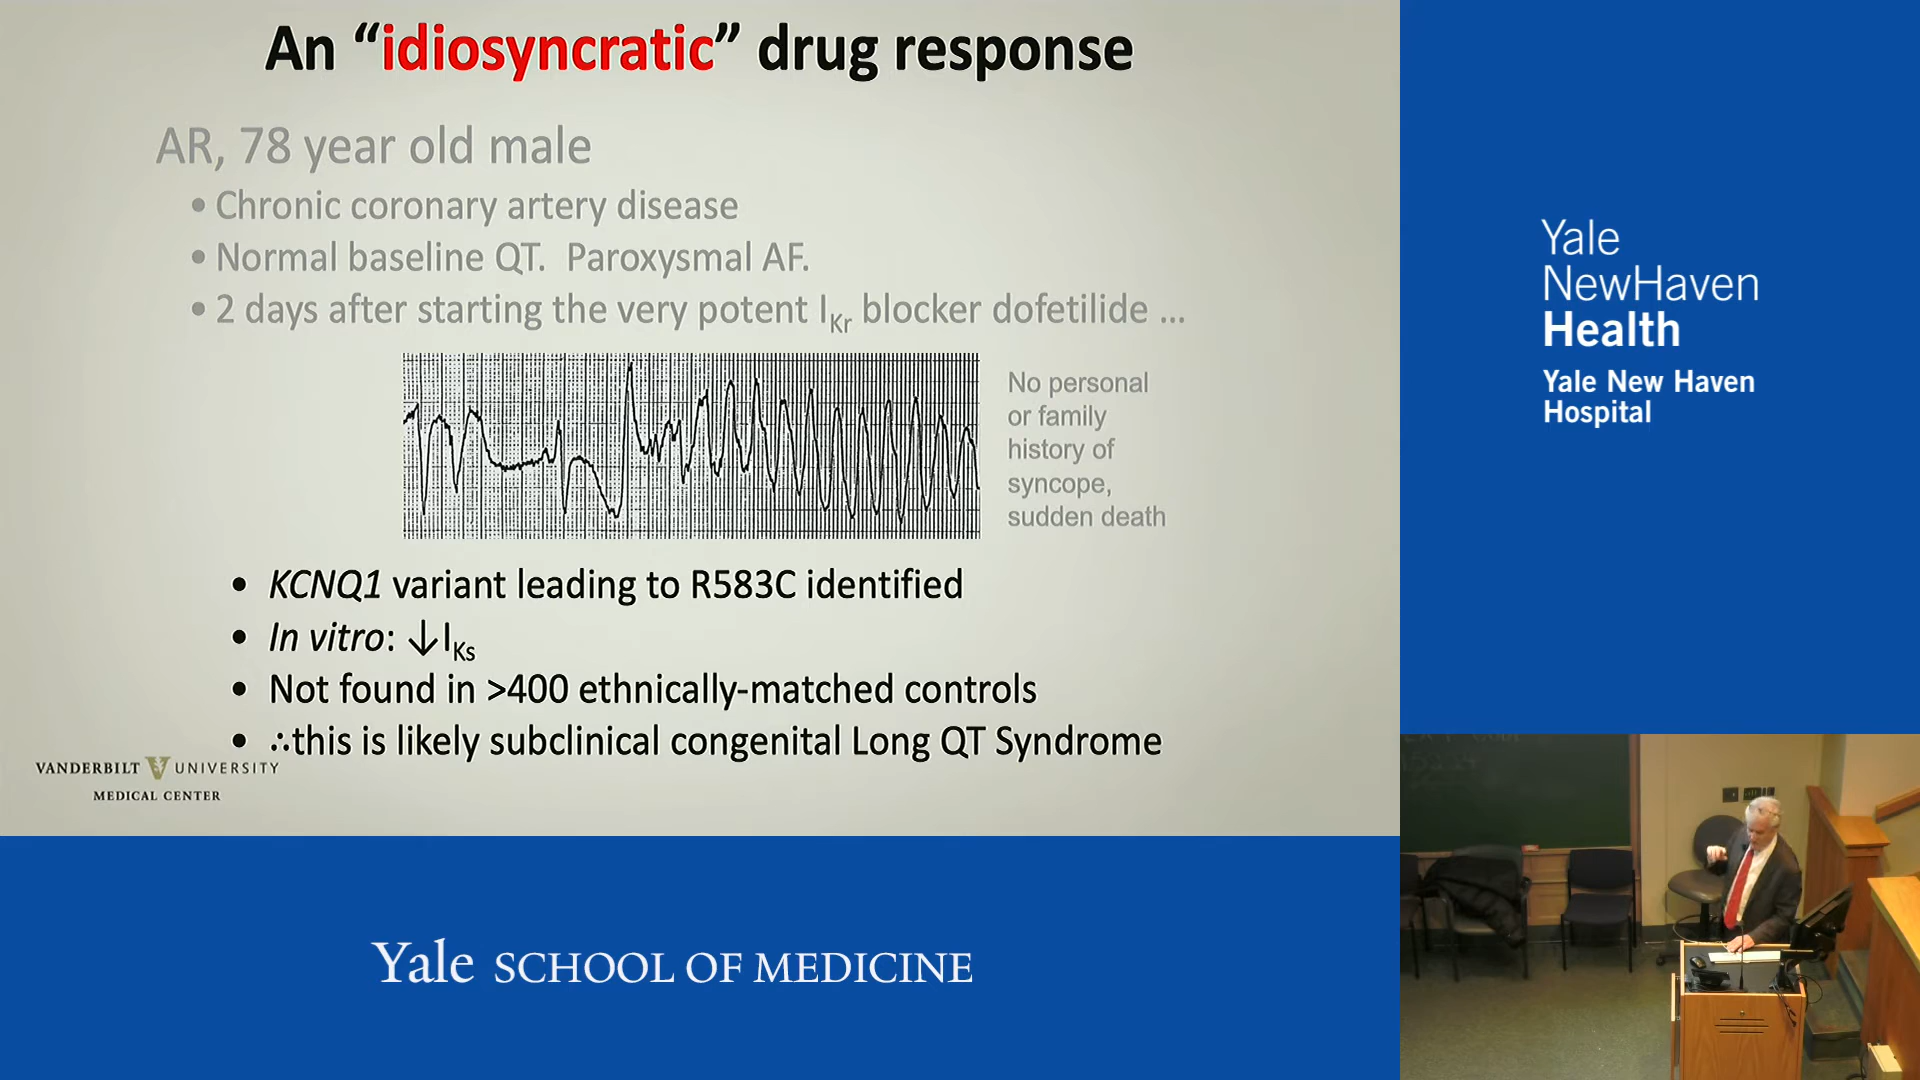 An “idiosyncratic” drug response
AR, 78 year old male
• Chronic coronary artery disease
• Normal baseline QT. Paroxysmal AF.
• 2 days after starting the very potent IKr blocker dofetilide ...
No personal
or family
history of
syncope,
sudden death
• KCNQ1 variant leading to R583C identified
• In vitro: ↓IKs
• Not found in >400 ethnically-matched controls
• ∴this is likely subclinical congenital Long QT Syndrome
VANDERBILT V UNIVERSITY
MEDICAL CENTER
Yale
NewHaven
Health
Yale New Haven
Hospital
Yale SCHOOL OF MEDICINE